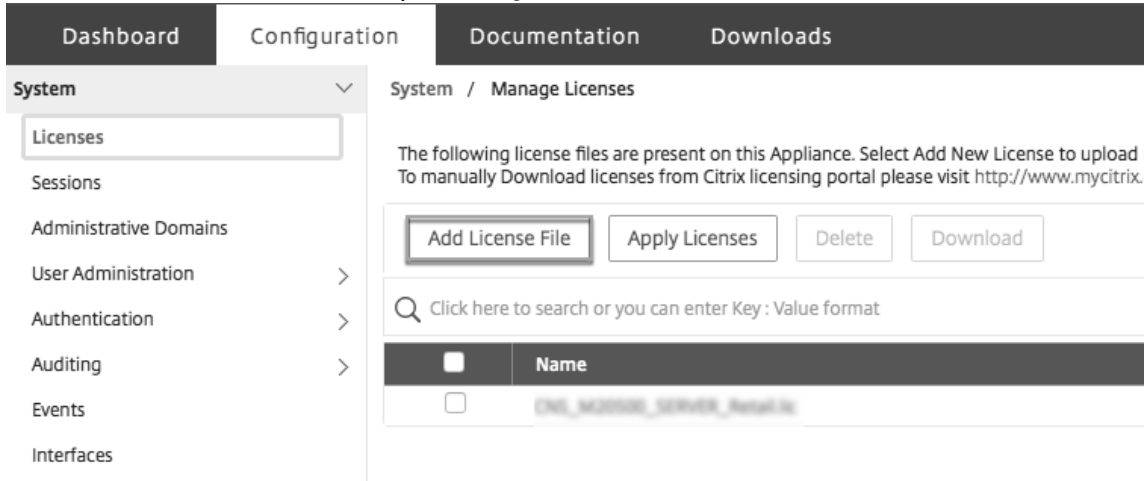 Dashboard Configuration Documentation Downloads
System
System / Manage Licenses
Licenses
Sessions
Administrative Domains
User Administration
Authentication
Auditing
Events
Interfaces
The following license files are present on this Appliance. Select Add New License to upload
To manually Download licenses from Citrix licensing portal please visit http://www.mycitrix.
Add License File Apply Licenses Delete Download
Click here to search or you can enter Key : Value format
Name